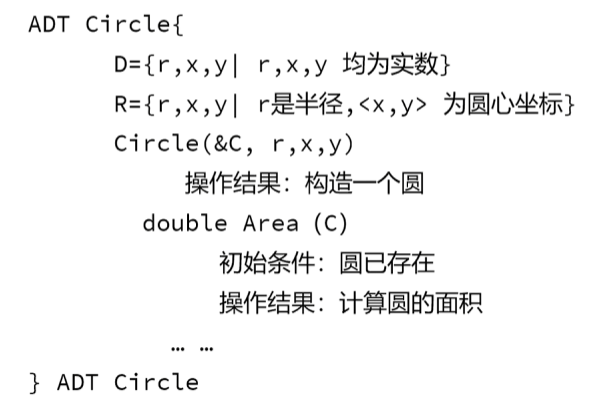 ADT Circle{
D={r,x,y| r,x,y 均为实数}
R={r,x,y| r是半径,<x,y> 为圆心坐标}
Circle(&C, r,x,y)
操作结果：构造一个圆
double Area (C)
初始条件：圆已存在
操作结果：计算圆的面积
… …
} ADT Circle